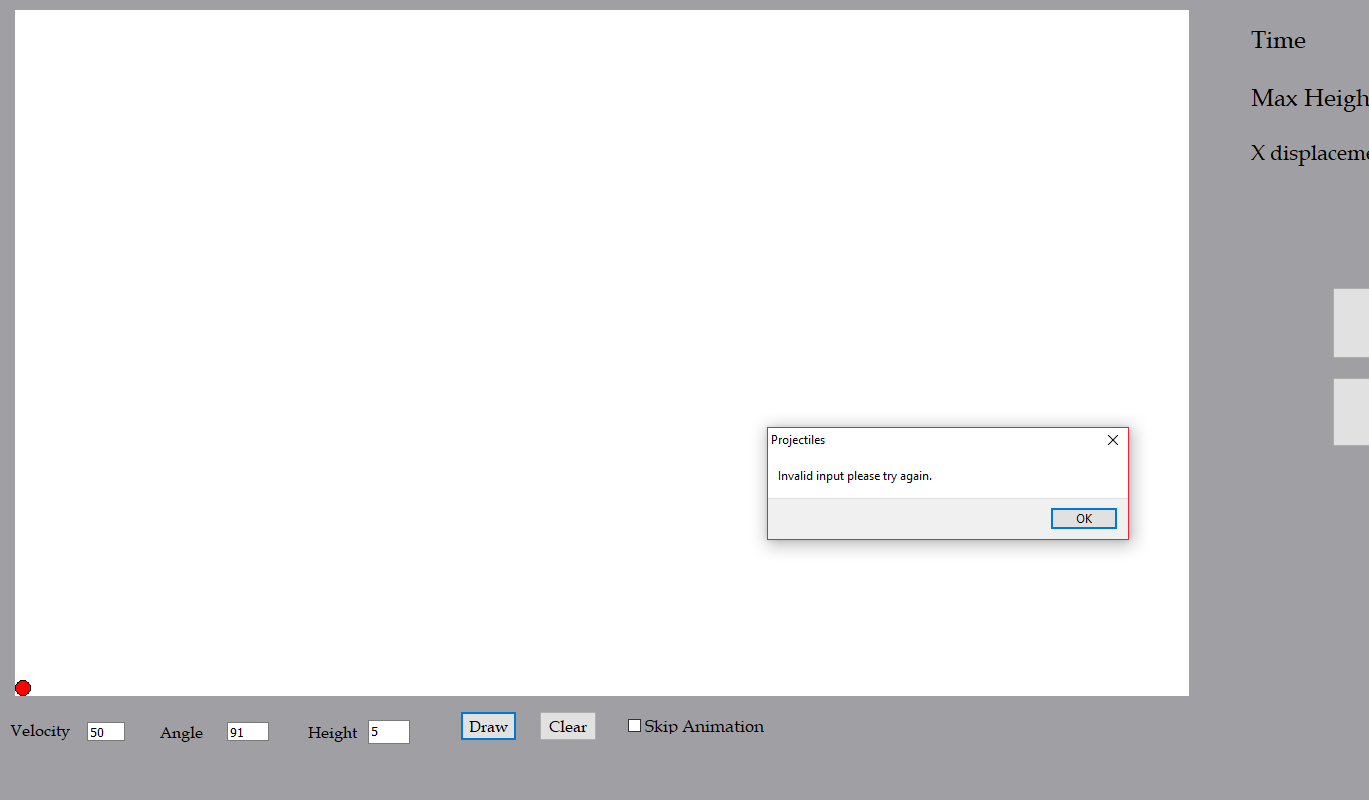 Time
Max Heigh
X displaceme
Projectiles
Invalid input please try again.
OK
Velocity 50 Angle 91 Height 5 Draw Clear Skip Animation